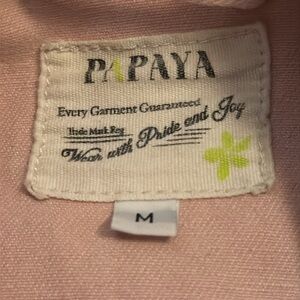 PAPAYA
Every Garment Guaranteed
Trade Mark Reg
Wear with Pride and Joy
M